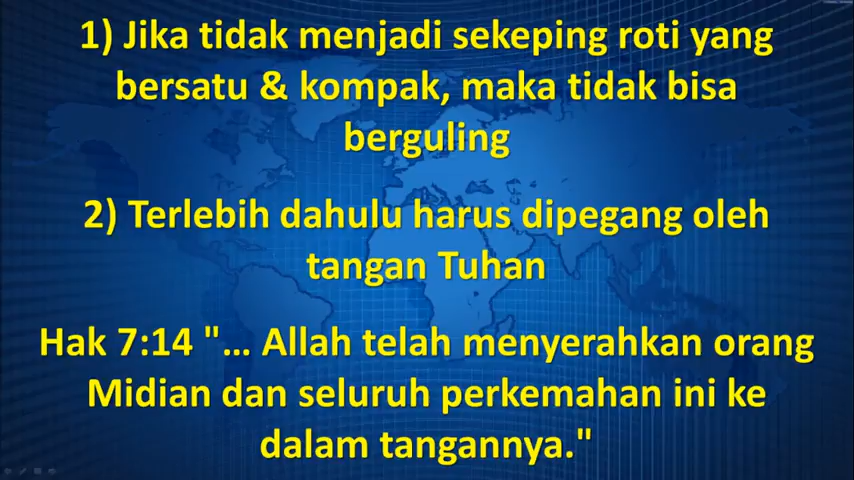 1) Jika tidak menjadi sekeping roti yang
bersatu & kompak, maka tidak bisa
berguling
2) Terlebih dahulu harus dipegang oleh
tangan Tuhan
Hak 7:14 "... Allah telah menyerahkan orang
Midian dan seluruh perkemahan ini ke
dalam tangannya."